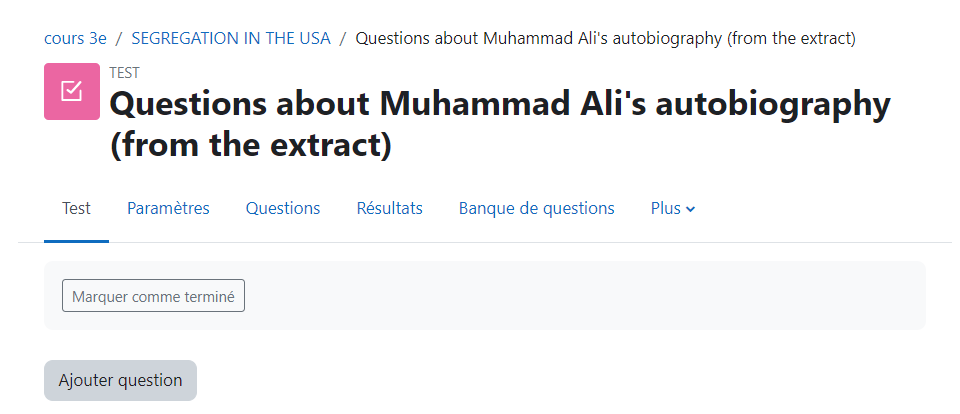 cours 3e / SEGREGATION IN THE USA / Questions about Muhammad Ali's autobiography (from the extract)
TEST
Questions about Muhammad Ali's autobiography
(from the extract)
Test Paramètres Questions Résultats Banque de questions Plus
Marquer comme terminé
Ajouter question